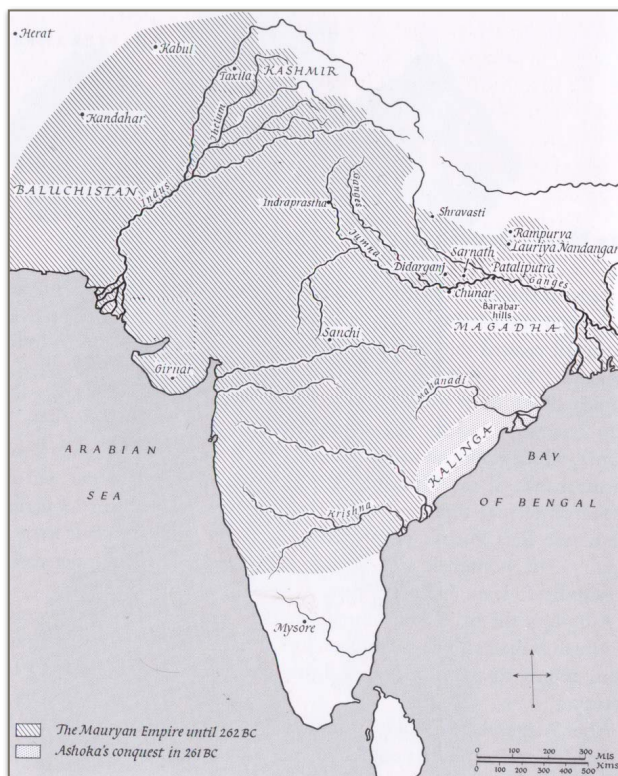 Herat
Kabul
Taxila
KASHMIR
Jhelum
Kandahar
BALUCHISTAN
Indus
Indraprastha
Ganges
Jumna
Shravasti
Rampurva
Lauriya Nandangar
Sarnath
Didarganj
Pataliputra
Ganges
Chunar
Barabar
hills
MAGADHA
Sanchi
Girnar
Mahanadi
KALINGA
ARABIAN
SEA
BAY
OF BENGAL
Krishna
Mysore
The Mauryan Empire until 262 BC
Ashoka's conquest in 261 BC
0 100 200 300 Mls
0 100 200 300 400 500 Kms